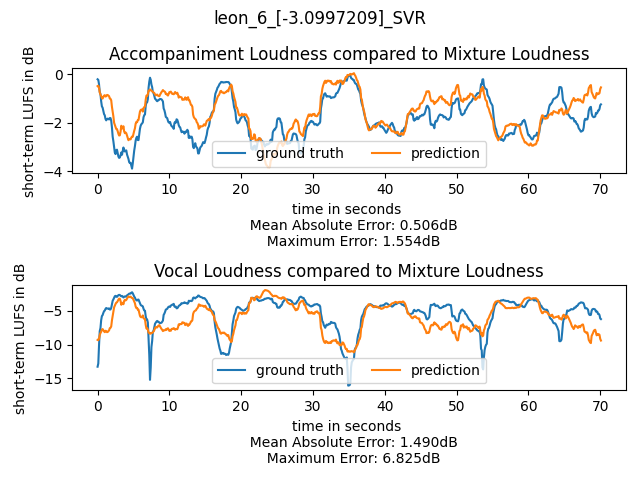 leon_6_[-3.0997209]_SVR
Accompaniment Loudness compared to Mixture Loudness
short-term LUFS in dB
0
−2
−4
ground truth prediction
0 10 20 30 40 50 60 70
time in seconds
Mean Absolute Error: 0.506dB
Maximum Error: 1.554dB
Vocal Loudness compared to Mixture Loudness
short-term LUFS in dB
−5
−10
−15
ground truth prediction
0 10 20 30 40 50 60 70
time in seconds
Mean Absolute Error: 1.490dB
Maximum Error: 6.825dB